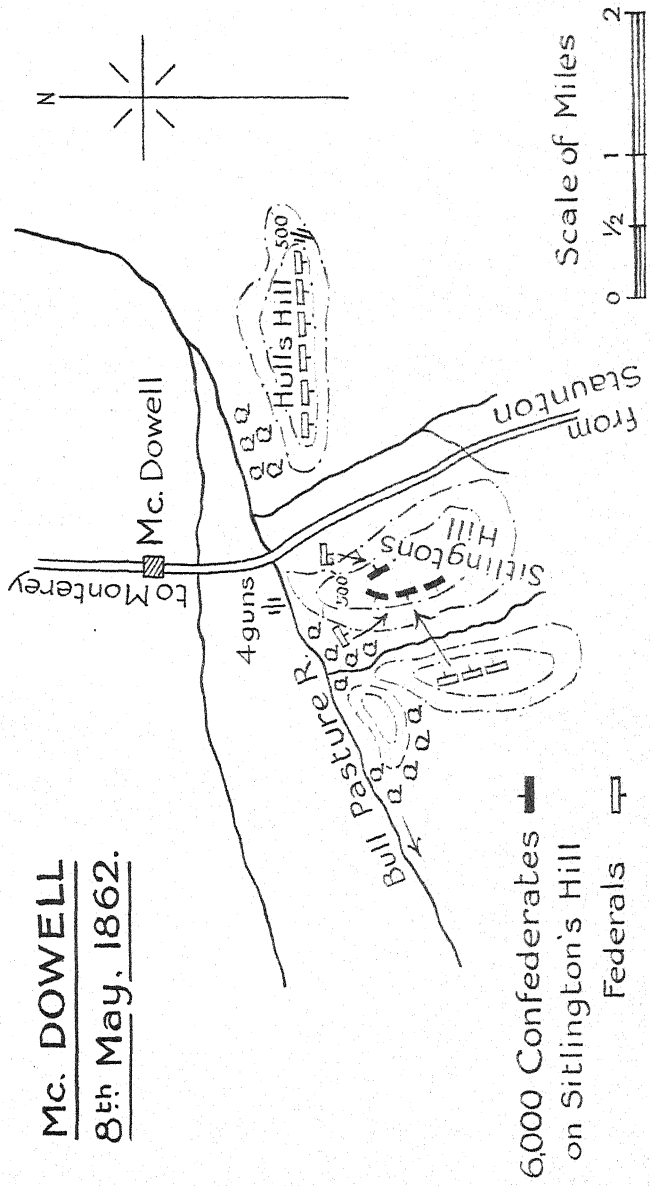 Mc. DOWELL
8th May, 1862.
N
to Monterey
Mc. Dowell
4 guns
Bull Pasture R.
Hulls Hill
500
500
Sitlingtons
Hill
from
Staunton
6,000 Confederates
on Sitlington's Hill
Federals
Scale of Miles
0 1/2 1 2